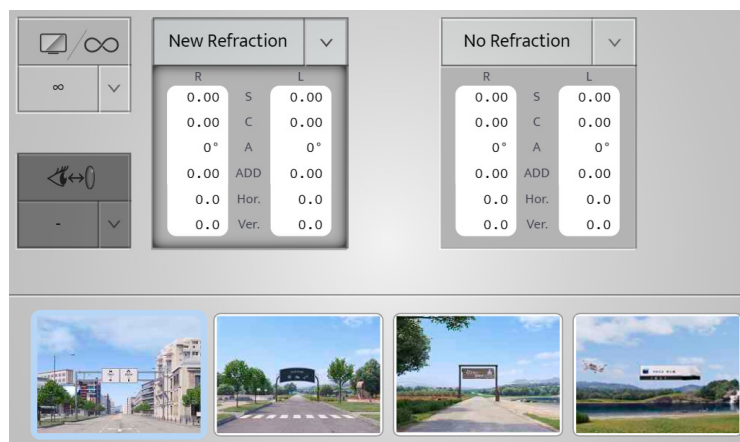 ∞
∞
-
New Refraction
R L
0.00 S 0.00
0.00 C 0.00
0° A 0°
0.00 ADD 0.00
0.0 Hor. 0.0
0.0 Ver. 0.0
No Refraction
R L
0.00 S 0.00
0.00 C 0.00
0° A 0°
0.00 ADD 0.00
0.0 Hor. 0.0
0.0 Ver. 0.0